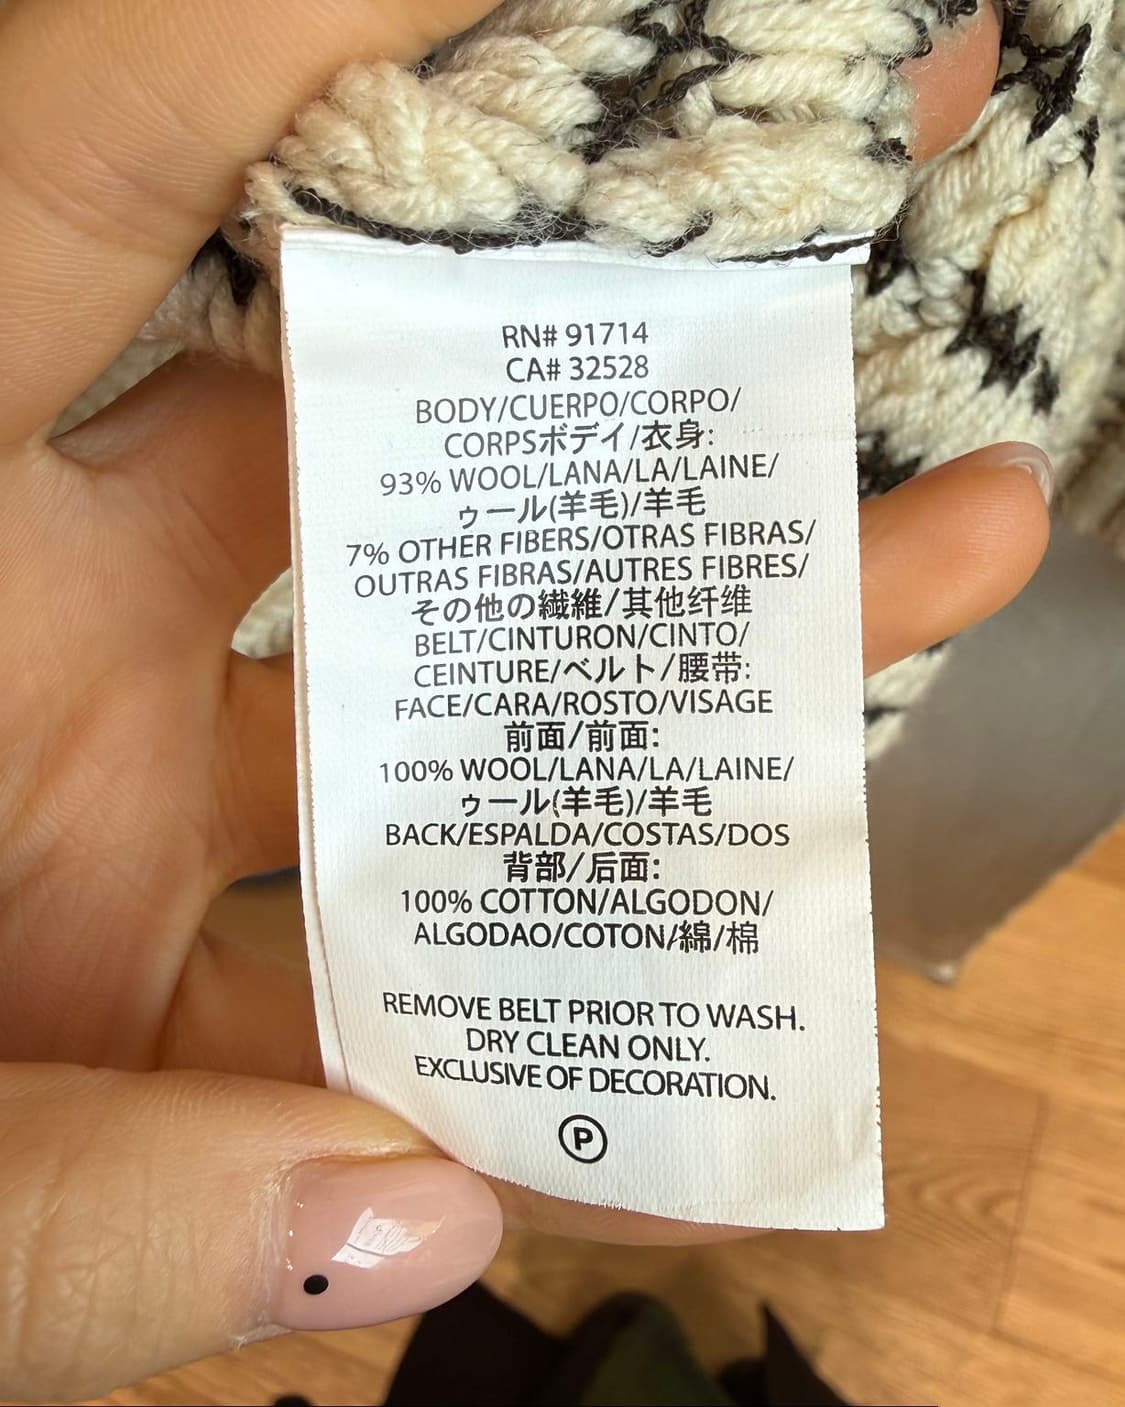 RN# 91714
CA# 32528
BODY/CUERPO/CORPO/
CORPSボデイ/衣身:
93% WOOL/LANA/LA/LAINE/
ゥール(羊毛)/羊毛
7% OTHER FIBERS/OTRAS FIBRAS/
OUTRAS FIBRAS/AUTRES FIBRES/
その他の繊維/其他纤维
BELT/CINTURON/CINTO/
CEINTURE/ベルト/腰带:
FACE/CARA/ROSTO/VISAGE
前面/前面:
100% WOOL/LANA/LA/LAINE/
ゥール(羊毛)/羊毛
BACK/ESPALDA/COSTAS/DOS
背部/后面:
100% COTTON/ALGODON/
ALGODAO/COTON/綿/棉
REMOVE BELT PRIOR TO WASH.
DRY CLEAN ONLY.
EXCLUSIVE OF DECORATION.
P